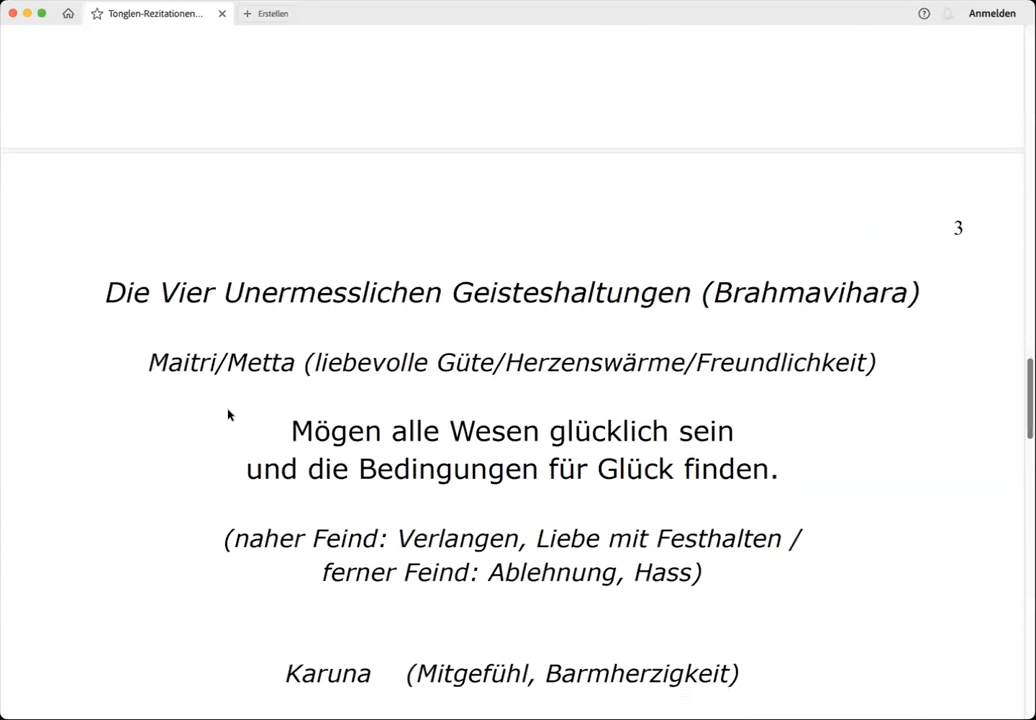 Tonglen-Rezitationen...
Erstellen
Anmelden
3
Die Vier Unermesslichen Geisteshaltungen (Brahmavihara)
Maitri/Metta (liebevolle Güte/Herzenswärme/Freundlichkeit)
Mögen alle Wesen glücklich sein
und die Bedingungen für Glück finden.
(naher Feind: Verlangen, Liebe mit Festhalten /
ferner Feind: Ablehnung, Hass)
Karuna (Mitgefühl, Barmherzigkeit)